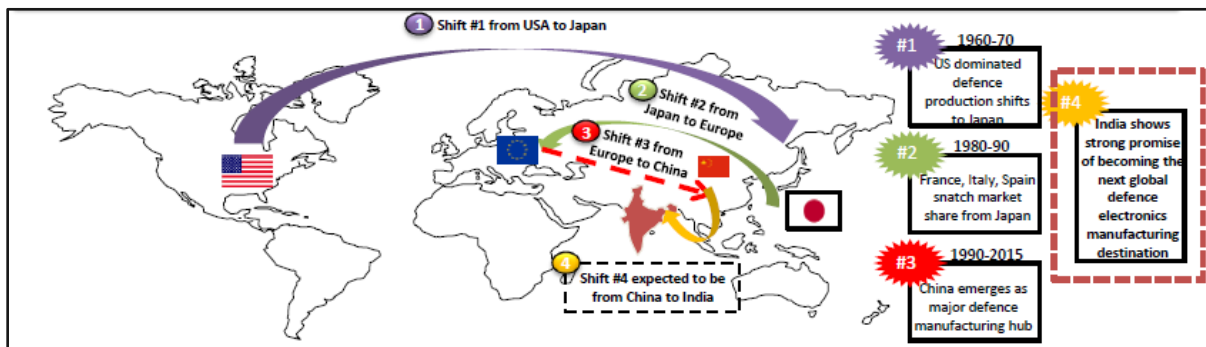 1 Shift #1 from USA to Japan
2 Shift #2 from
Japan to Europe
3 Shift #3 from
Europe to China
4 Shift #4 expected to be
from China to India
#1 1960-70
US dominated
defence
production shifts
to Japan
#2 1980-90
France, Italy, Spain
snatch market
share from Japan
#3 1990-2015
China emerges as
major defence
manufacturing hub
#4
India shows
strong promise
of becoming the
next global
defence
electronics
manufacturing
destination